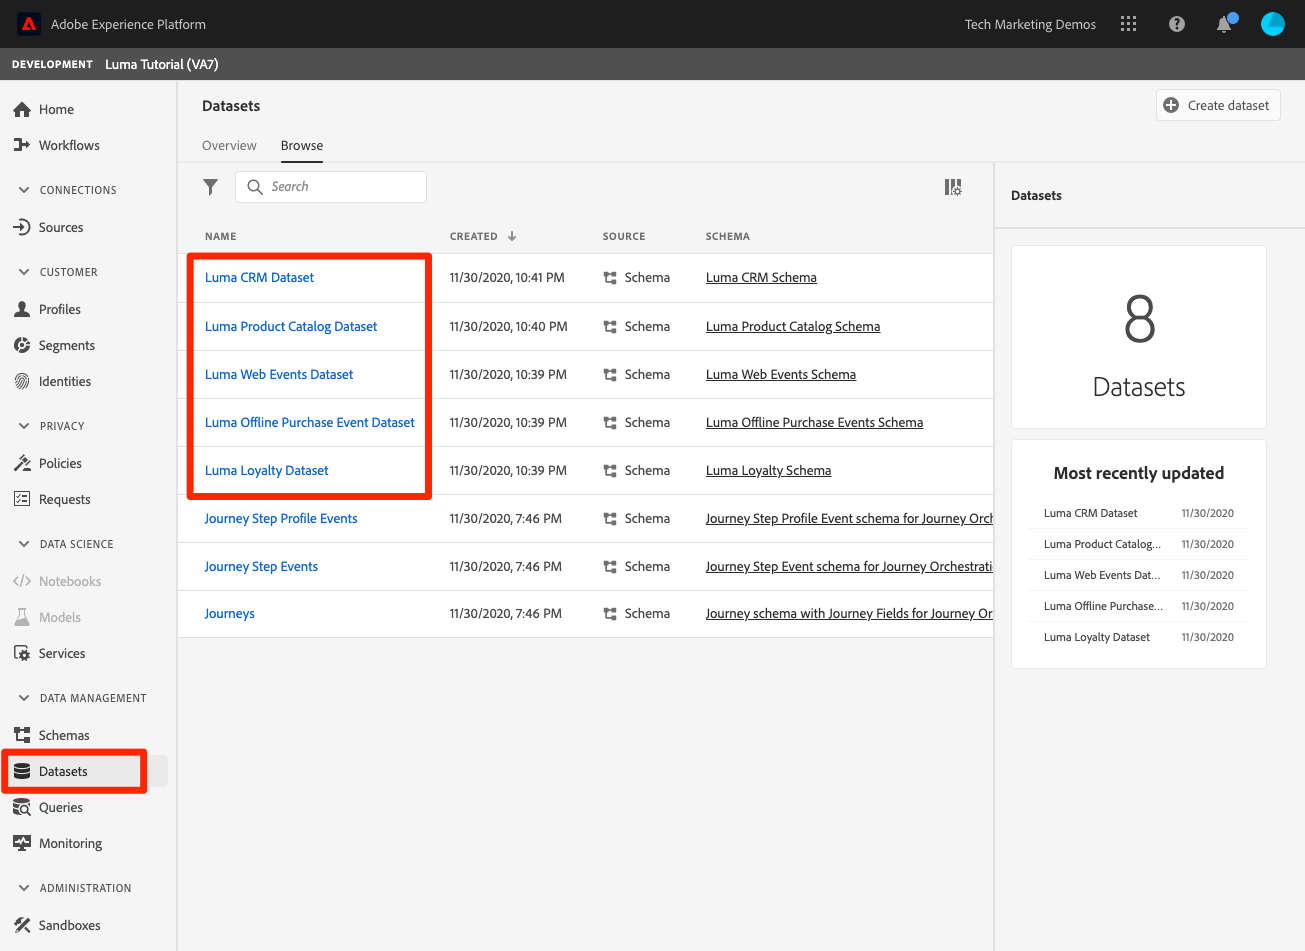 Adobe Experience Platform
Tech Marketing Demos
DEVELOPMENT Luma Tutorial (VA7)
Home
Workflows
CONNECTIONS
Sources
CUSTOMER
Profiles
Segments
Identities
PRIVACY
Policies
Requests
DATA SCIENCE
Notebooks
Models
Services
DATA MANAGEMENT
Schemas
Datasets
Queries
Monitoring
ADMINISTRATION
Sandboxes
Datasets
Create dataset
Overview Browse
Search
NAME CREATED SOURCE SCHEMA
Luma CRM Dataset 11/30/2020, 10:41 PM Schema Luma CRM Schema
Luma Product Catalog Dataset 11/30/2020, 10:40 PM Schema Luma Product Catalog Schema
Luma Web Events Dataset 11/30/2020, 10:39 PM Schema Luma Web Events Schema
Luma Offline Purchase Event Dataset 11/30/2020, 10:39 PM Schema Luma Offline Purchase Events Schema
Luma Loyalty Dataset 11/30/2020, 10:39 PM Schema Luma Loyalty Schema
Journey Step Profile Events 11/30/2020, 7:46 PM Schema Journey Step Profile Event schema for Journey Orch
Journey Step Events 11/30/2020, 7:46 PM Schema Journey Step Event schema for Journey Orchestrati
Journeys 11/30/2020, 7:46 PM Schema Journey schema with Journey Fields for Journey Or
Datasets
8
Datasets
Most recently updated
Luma CRM Dataset 11/30/2020
Luma Product Catalog... 11/30/2020
Luma Web Events Dat... 11/30/2020
Luma Offline Purchase... 11/30/2020
Luma Loyalty Dataset 11/30/2020